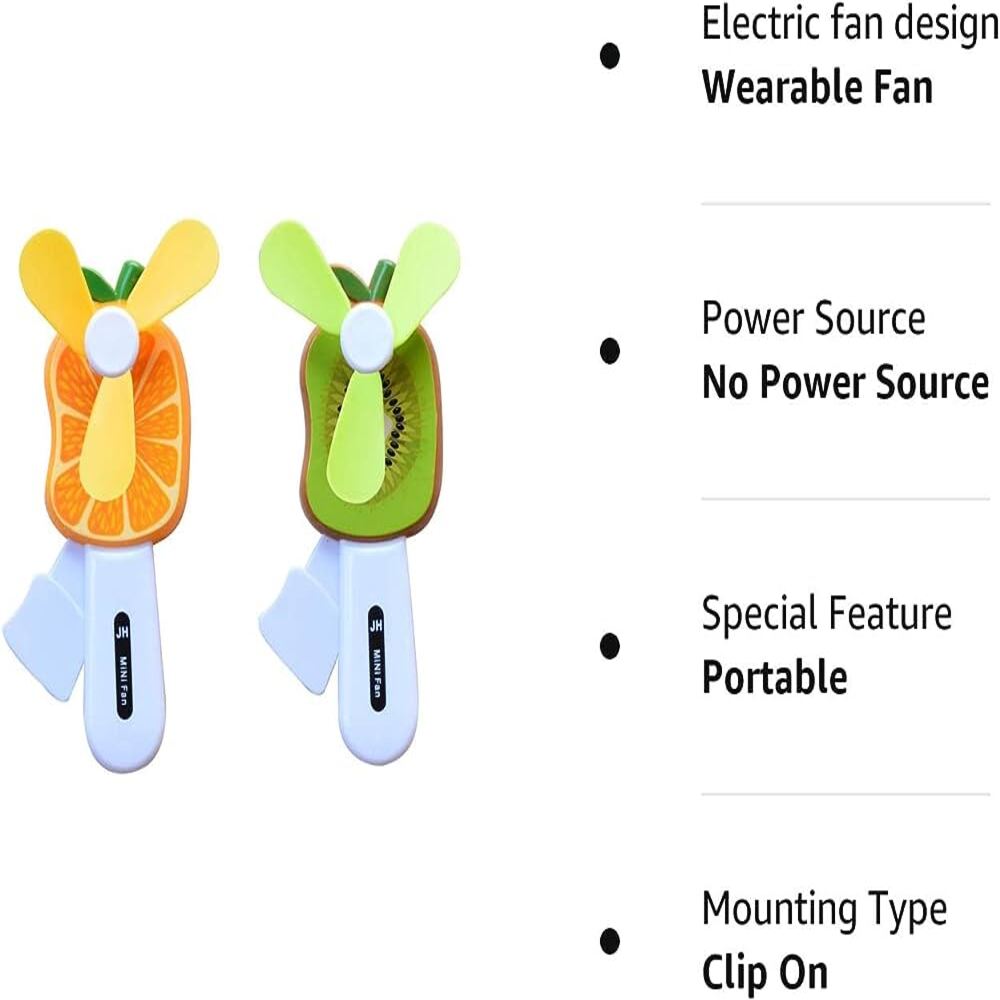 Electric fan design
Wearable Fan
Power Source
No Power Source
Special Feature
Portable
Mounting Type
Clip On
JH
MiNi Fan
JH
MiNi Fan